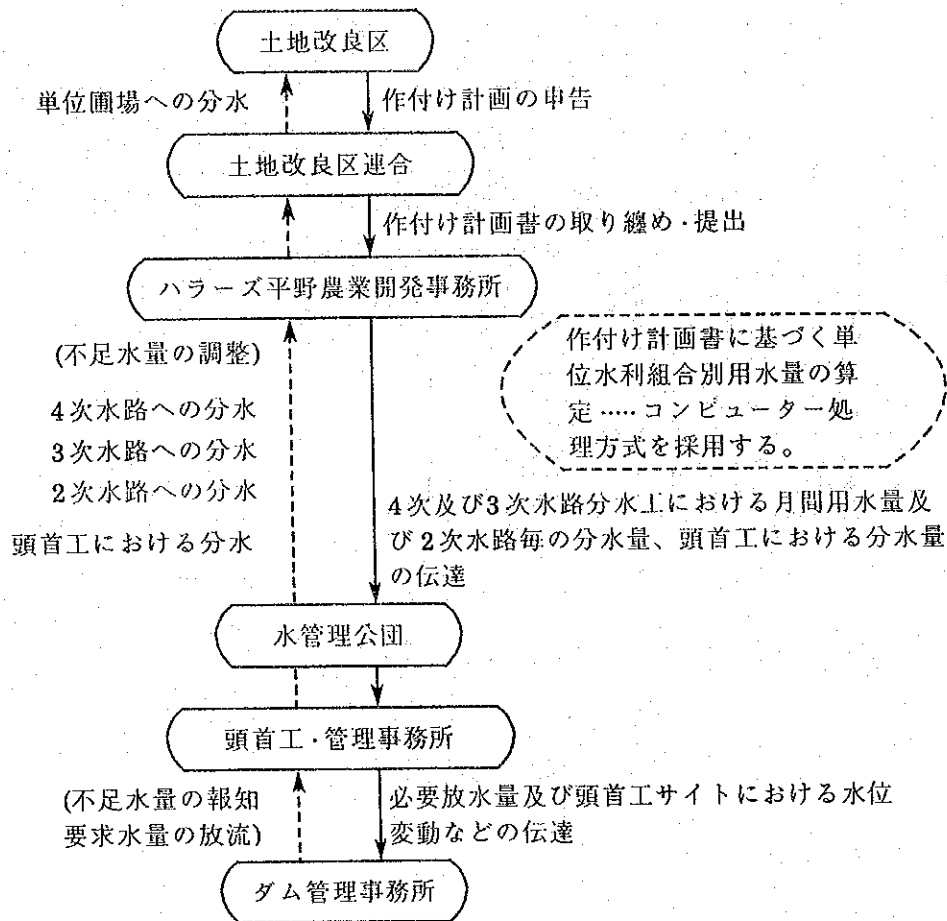 土地改良区
単位圃場への分水
作付け計画の申告
土地改良区連合
作付け計画書の取り纏め・提出
ハラーズ平野農業開発事務所
(不足水量の調整)
4次水路への分水
3次水路への分水
2次水路への分水
頭首工における分水
作付け計画書に基づく単
位水利組合別用水量の算
定……コンピューター処
理方式を採用する。
4次及び3次水路分水工における月間用水量及
び2次水路毎の分水量、頭首工における分水量
の伝達
水管理公団
頭首工・管理事務所
(不足水量の報知
要求水量の放流)
必要放水量及び頭首工サイトにおける水位
変動などの伝達
ダム管理事務所